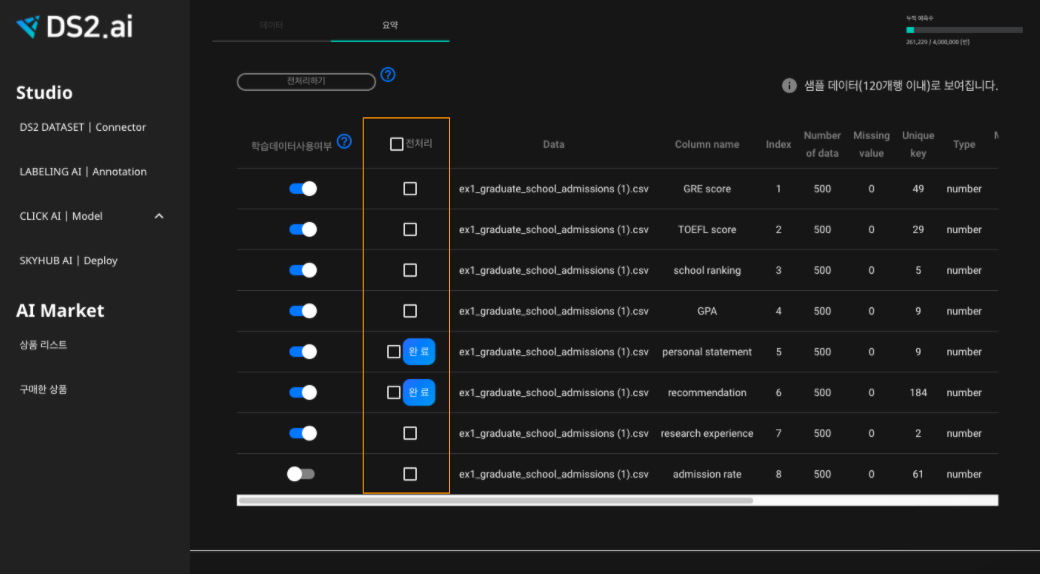 DS2.ai
데이터
요약
누적 예측수
261,229 / 4,000,000 [번]
전처리하기
?
i 샘플 데이터(120개행 이내)로 보여집니다.
Studio
DS2 DATASET | Connector
LABELING AI | Annotation
CLICK AI | Model
SKYHUB AI | Deploy
AI Market
상품 리스트
구매한 상품
학습데이터사용여부 ? 전처리 Data Column name Index Number of data Missing value Unique key Type
ex1_graduate_school_admissions (1).csv GRE score 1 500 0 49 number
ex1_graduate_school_admissions (1).csv TOEFL score 2 500 0 29 number
ex1_graduate_school_admissions (1).csv school ranking 3 500 0 5 number
ex1_graduate_school_admissions (1).csv GPA 4 500 0 9 number
완료 ex1_graduate_school_admissions (1).csv personal statement 5 500 0 9 number
완료 ex1_graduate_school_admissions (1).csv recommendation 6 500 0 184 number
ex1_graduate_school_admissions (1).csv research experience 7 500 0 2 number
ex1_graduate_school_admissions (1).csv admission rate 8 500 0 61 number